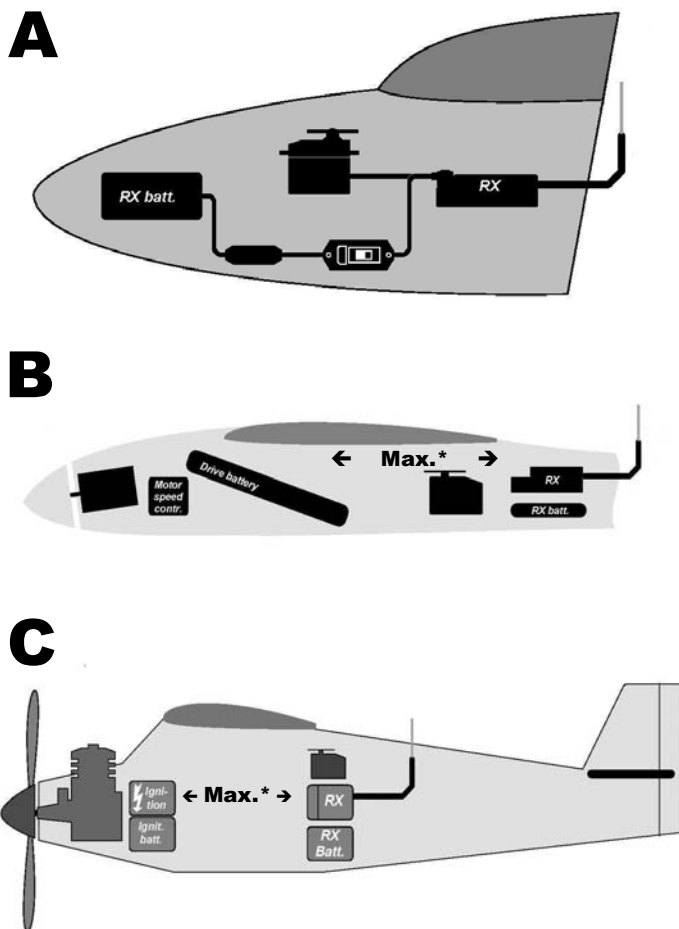 A
RX batt.
RX
B
Max.*
Drive battery
Motor
speed
contr.
RX
RX batt.
C
Igni-
tion
Max.*
RX
Ignit.
batt.
RX
Batt.